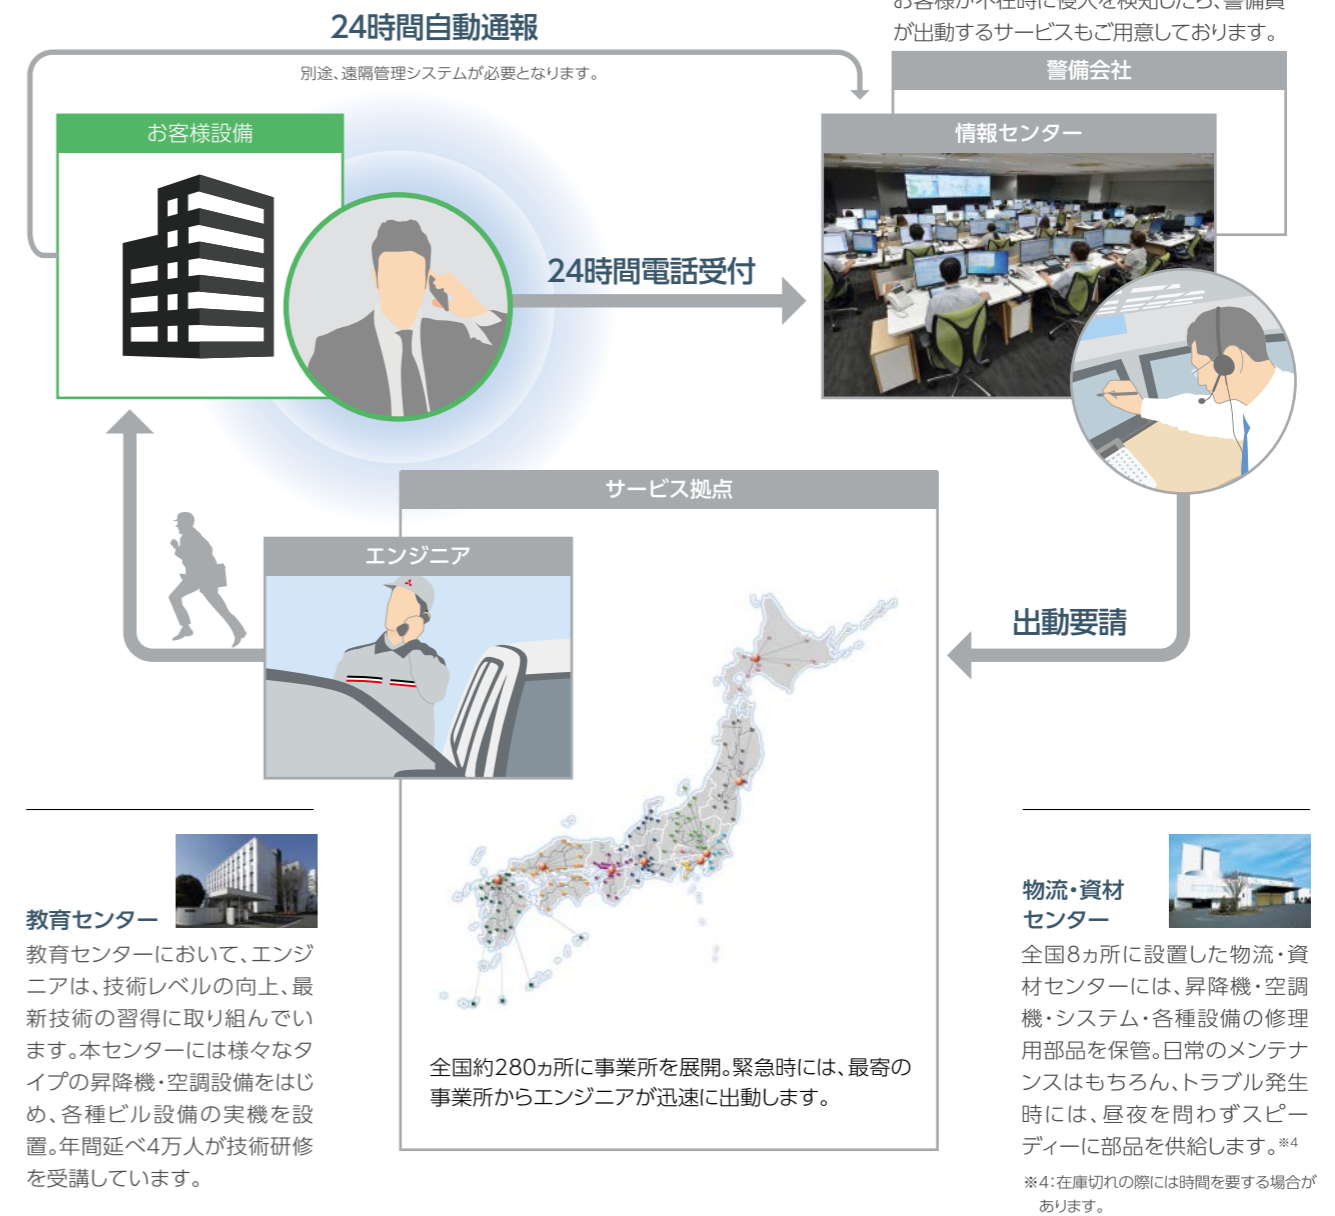 お客様が不在時に侵入を検知したら、警備員
が出動するサービスもご用意しております。
24時間自動通報
別途、遠隔管理システムが必要となります。
警備会社
お客様設備
情報センター
24時間電話受付
サービス拠点
エンジニア
出動要請
全国約280ヵ所に事業所を展開。緊急時には、最寄の
事業所からエンジニアが迅速に出動します。
教育センター
教育センターにおいて、エンジ
ニアは、技術レベルの向上、最
新技術の習得に取り組んでい
ます。本センターには様々なタ
イプの昇降機・空調設備をはじ
め、各種ビル設備の実機を設
置。年間延べ4万人が技術研修
を受講しています。
物流・資材
センター
全国8ヵ所に設置した物流・資
材センターには、昇降機・空調
機・システム・各種設備の修理
用部品を保管。日常のメンテナ
ンスはもちろん、トラブル発生
時には、昼夜を問わずスピー
ディーに部品を供給します。※4
※4：在庫切れの際には時間を要する場合が
あります。